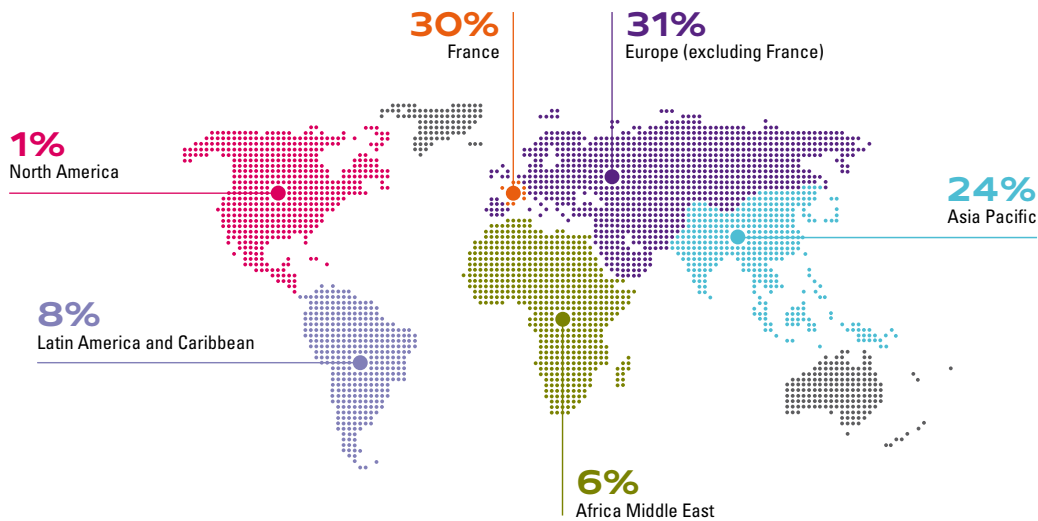 30%
France
31%
Europe (excluding France)
1%
North America
24%
Asia Pacific
8%
Latin America and Caribbean
6%
Africa Middle East